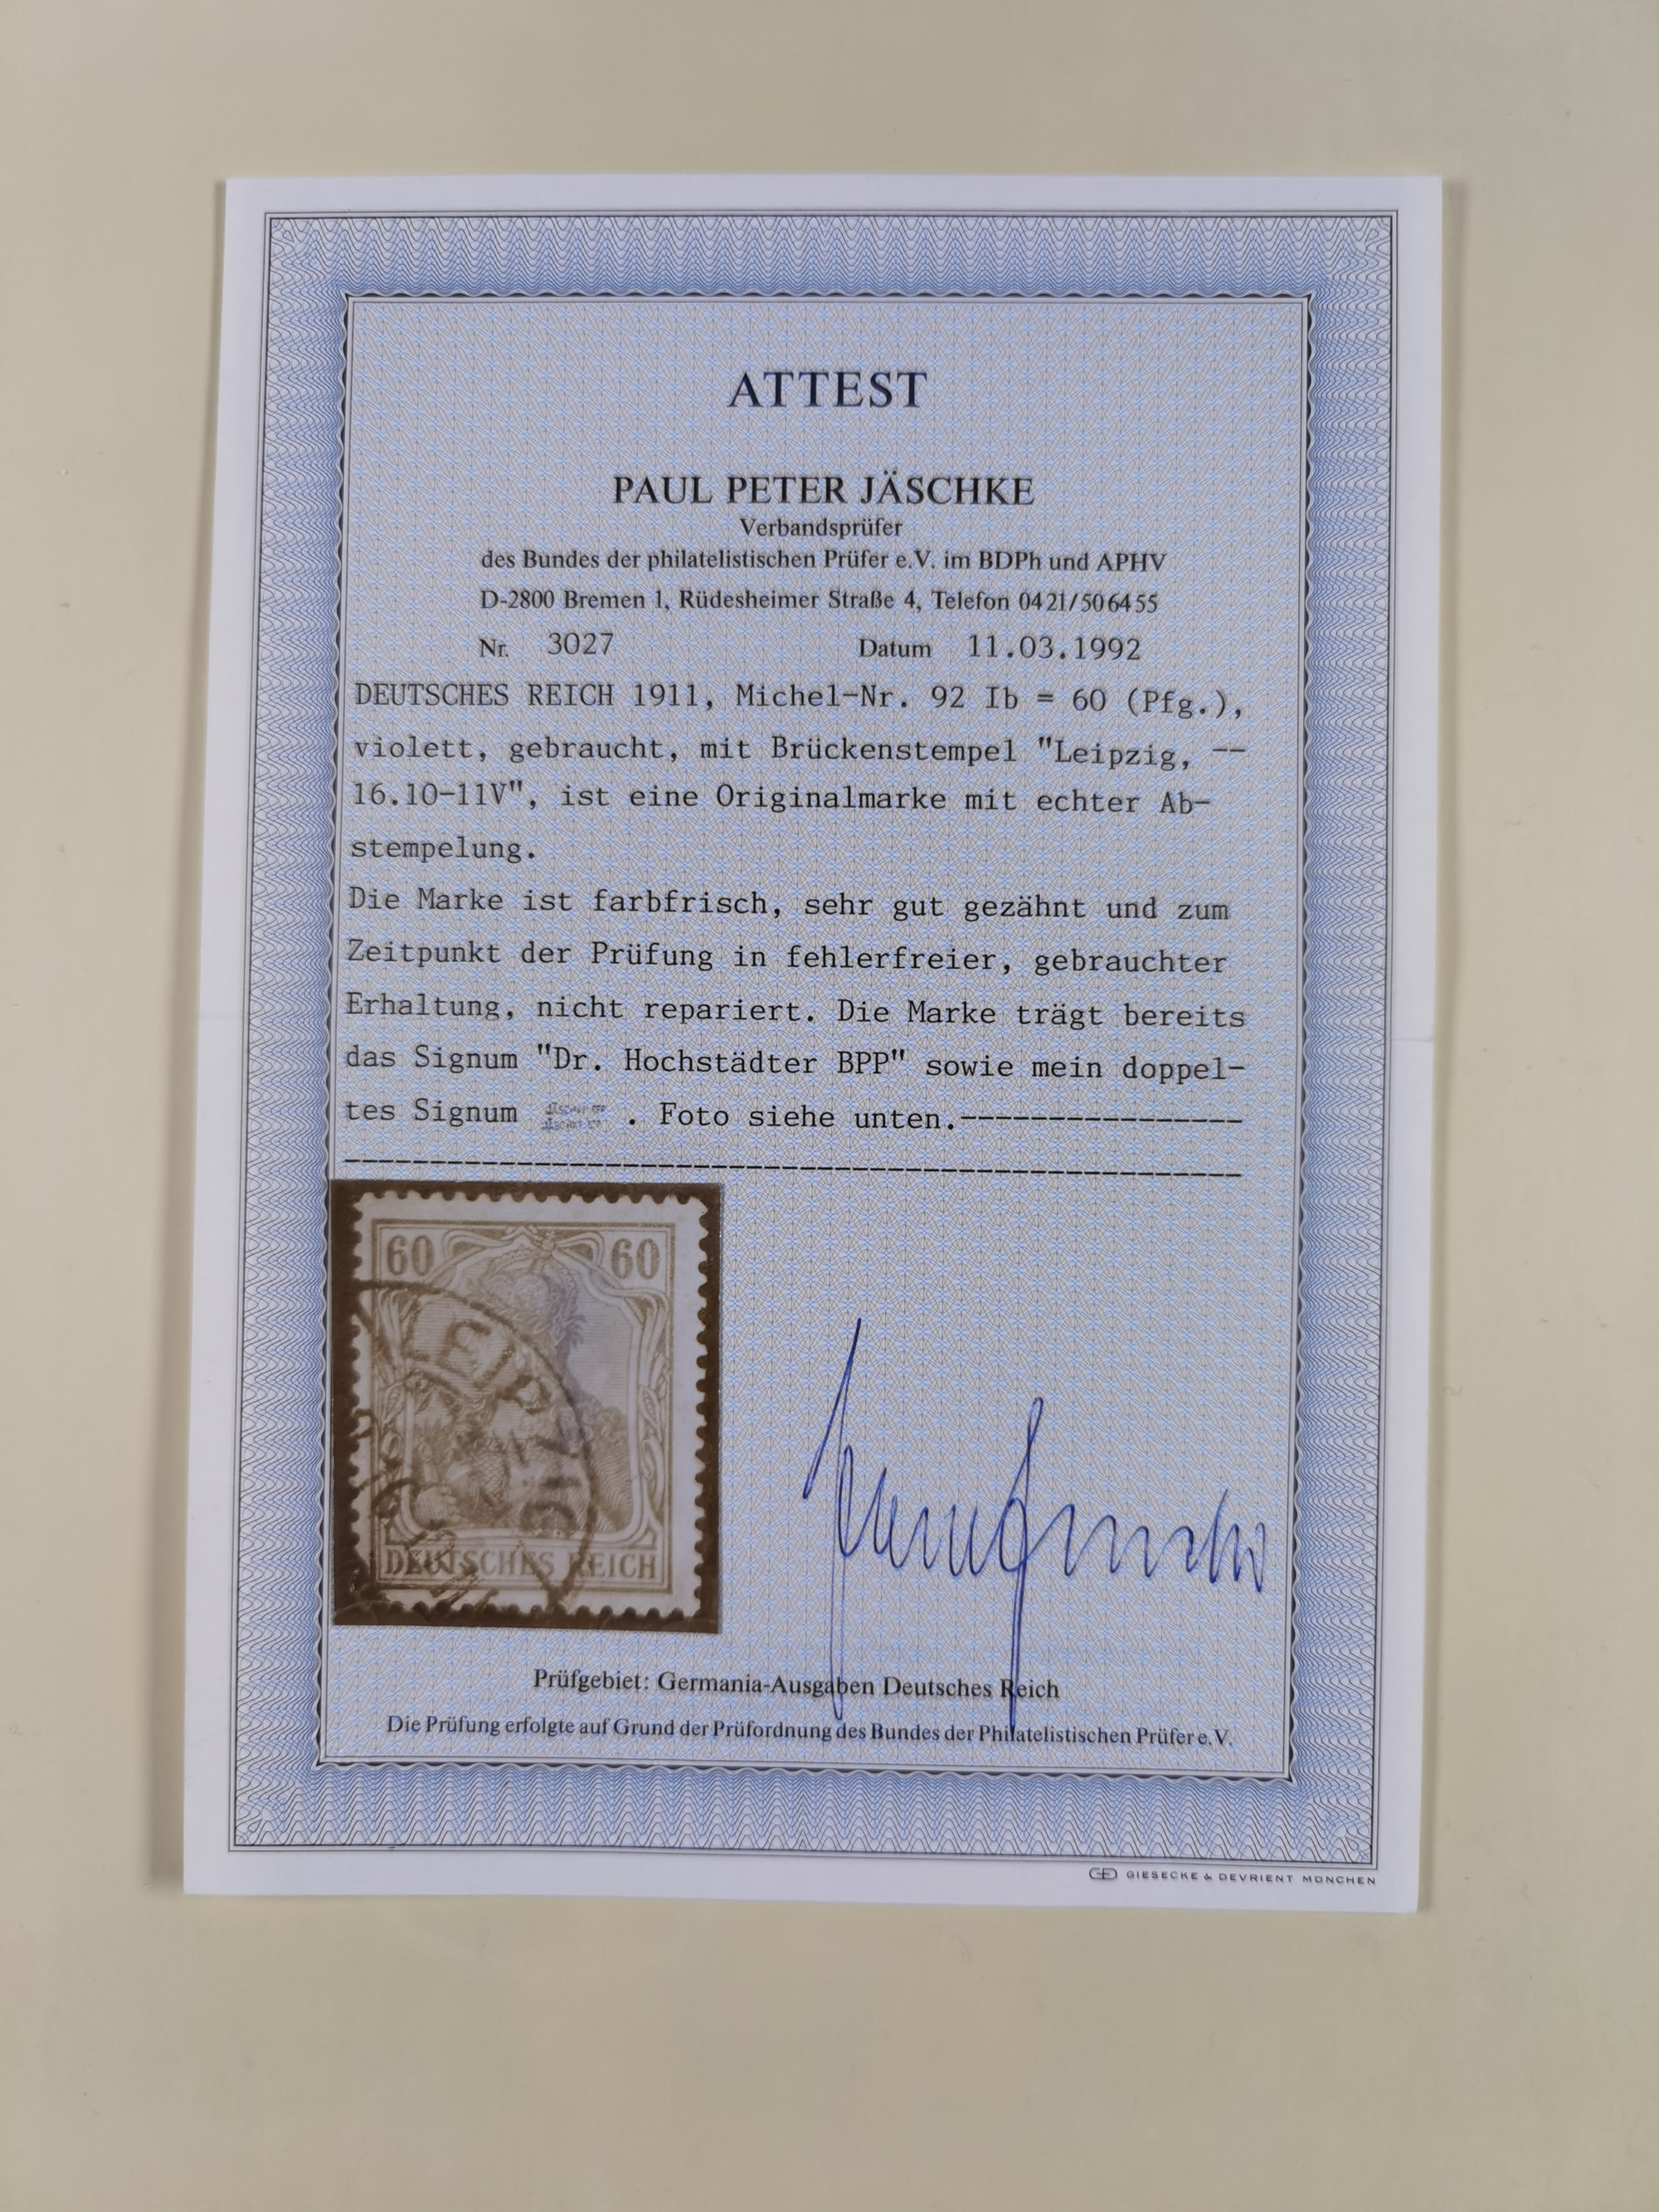 ATTEST
PAUL PETER JÄSCHKE
Verbandsprüfer
des Bundes der philatelistischen Prüfer e.V. im BDPh und APHV
D-2800 Bremen 1, Rüdesheimer Straße 4, Telefon 0421/506455
Nr. 3027 Datum 11.03.1992
DEUTSCHES REICH 1911, Michel-Nr. 92 Ib = 60 (Pfg.),
violett, gebraucht, mit Brückenstempel "Leipzig, --
16.10-11V", ist eine Originalmarke mit echter Ab-
stempelung.
Die Marke ist farbfrisch, sehr gut gezähnt und zum
Zeitpunkt der Prüfung in fehlerfreier, gebrauchter
Erhaltung, nicht repariert. Die Marke trägt bereits
das Signum "Dr. Hochstädter BPP" sowie mein doppel-
tes Signum . Foto siehe unten.----------------
---------------------------------------------------
60 60
LEIPZIG
DEUTSCHES REICH
Prüfgebiet: Germania-Ausgaben Deutsches Reich
Die Prüfung erfolgte auf Grund der Prüfordnung des Bundes der Philatelistischen Prüfer e.V.
GD GIESECKE & DEVRIENT MÜNCHEN